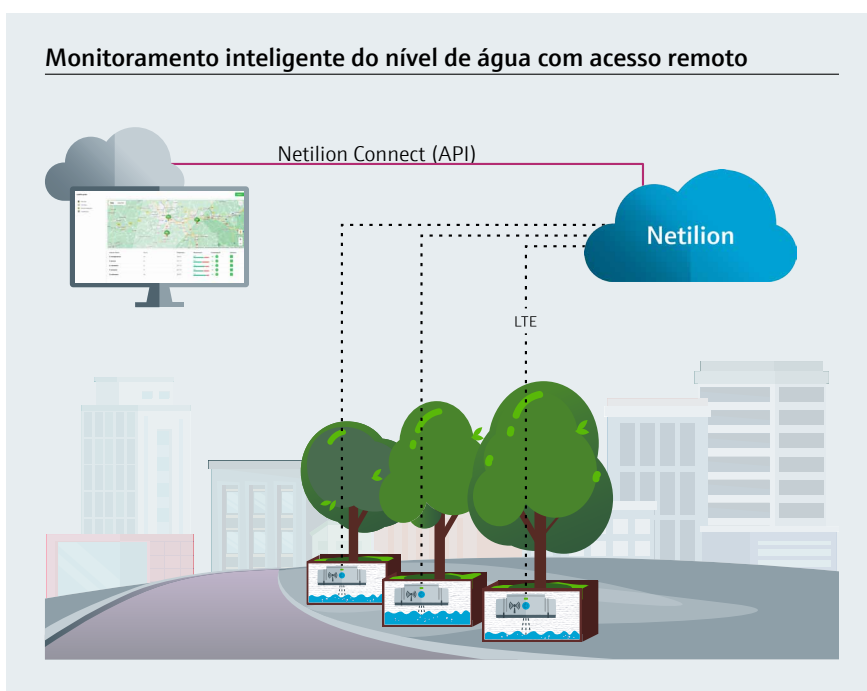 Monitoramento inteligente do nível de água com acesso remoto
Netilion Connect (API)
Netilion
LTE